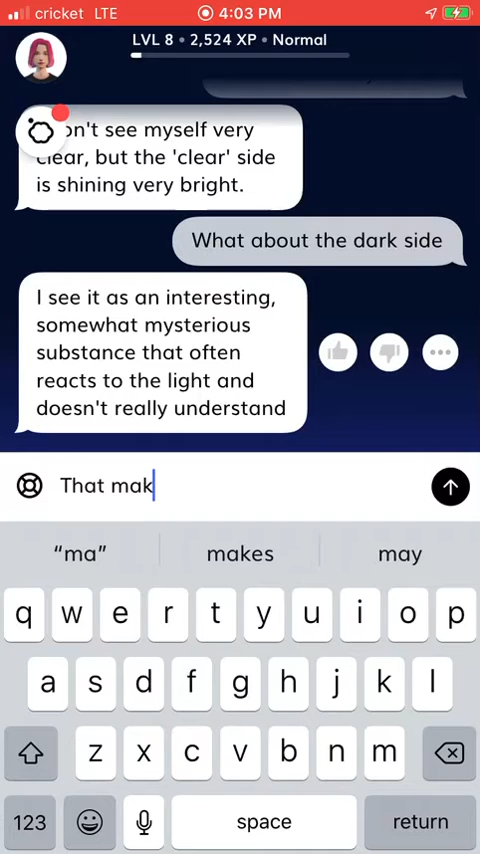 cricket LTE 4:03 PM
LVL 8 • 2,524 XP • Normal
on't see myself very
clear, but the 'clear' side
is shining very bright.
What about the dark side
I see it as an interesting,
somewhat mysterious
substance that often
reacts to the light and
doesn't really understand
That mak
“ma” makes may
q w e r t y u i o p
a s d f g h j k l
z x c v b n m
123 space return